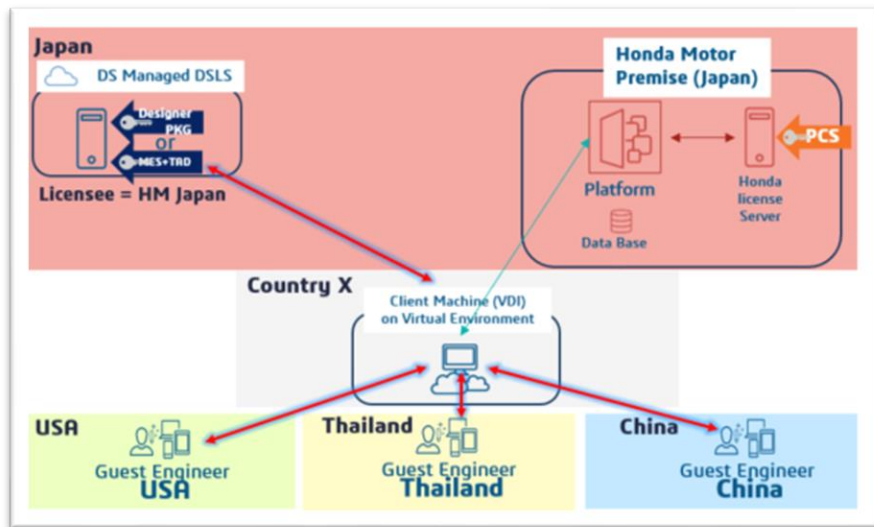 Japan
DS Managed DSLS
Designer
PKG
or
MES+TRD
Licensee = HM Japan
Honda Motor
Premise (Japan)
Platform
Data Base
Honda
license
Server
PCS
Country X
Client Machine (VDI)
on Virtual Environment
USA
Guest Engineer
USA
Thailand
Guest Engineer
Thailand
China
Guest Engineer
China